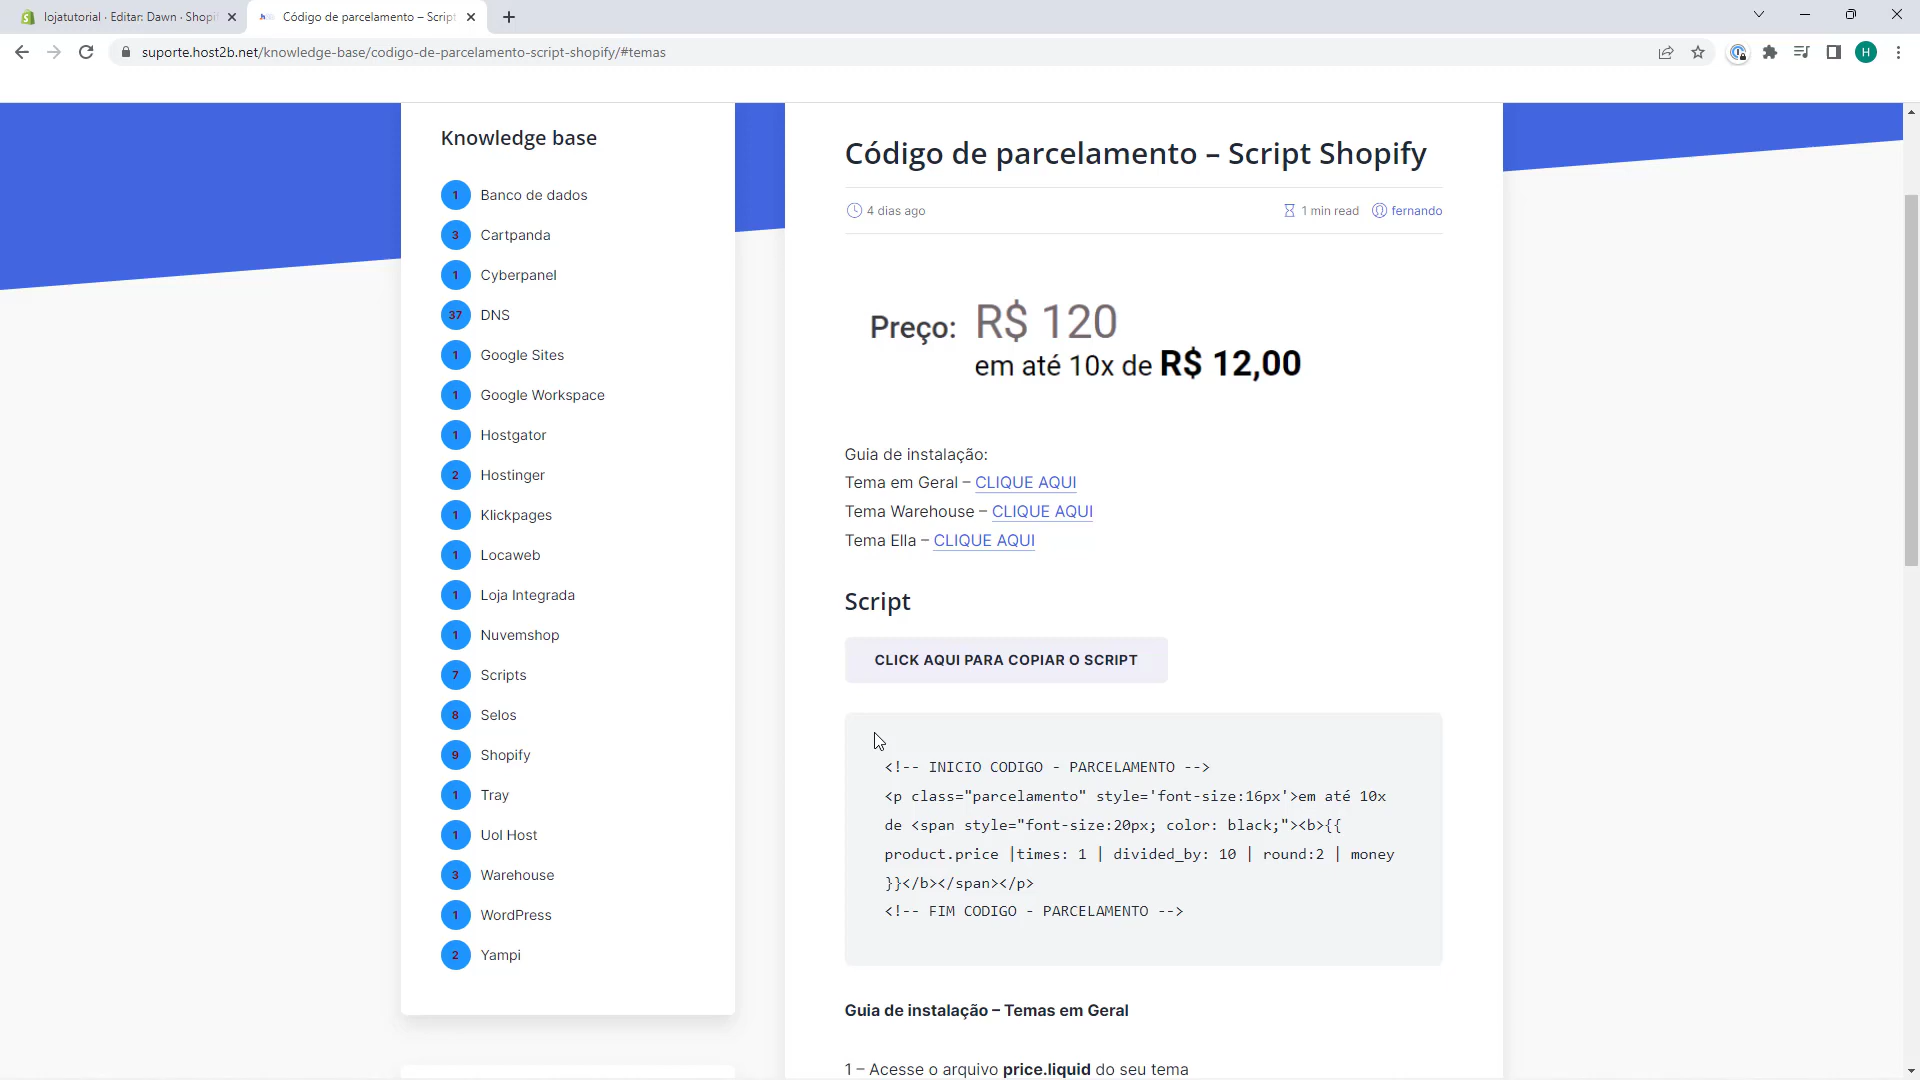 lojatutorial · Editar: Dawn · Shopi
Código de parcelamento – Script
suporte.host2b.net/knowledge-base/codigo-de-parcelamento-script-shopify/#temas
H
Knowledge base
1 Banco de dados
3 Cartpanda
1 Cyberpanel
37 DNS
1 Google Sites
1 Google Workspace
1 Hostgator
2 Hostinger
1 Klickpages
1 Locaweb
1 Loja Integrada
1 Nuvemshop
7 Scripts
8 Selos
9 Shopify
1 Tray
1 Uol Host
3 Warehouse
1 WordPress
2 Yampi
Código de parcelamento – Script Shopify
4 dias ago 1 min read fernando
Preço: R$ 120
em até 10x de R$ 12,00
Guia de instalação:
Tema em Geral – CLIQUE AQUI
Tema Warehouse – CLIQUE AQUI
Tema Ella – CLIQUE AQUI
Script
CLICK AQUI PARA COPIAR O SCRIPT
<!-- INICIO CODIGO - PARCELAMENTO -->
<p class="parcelamento" style='font-size:16px'>em até 10x
de <span style="font-size:20px; color: black;"><b>{{
product.price |times: 1 | divided_by: 10 | round:2 | money
}}</b></span></p>
<!-- FIM CODIGO - PARCELAMENTO -->
Guia de instalação – Temas em Geral
1 – Acesse o arquivo price.liquid do seu tema